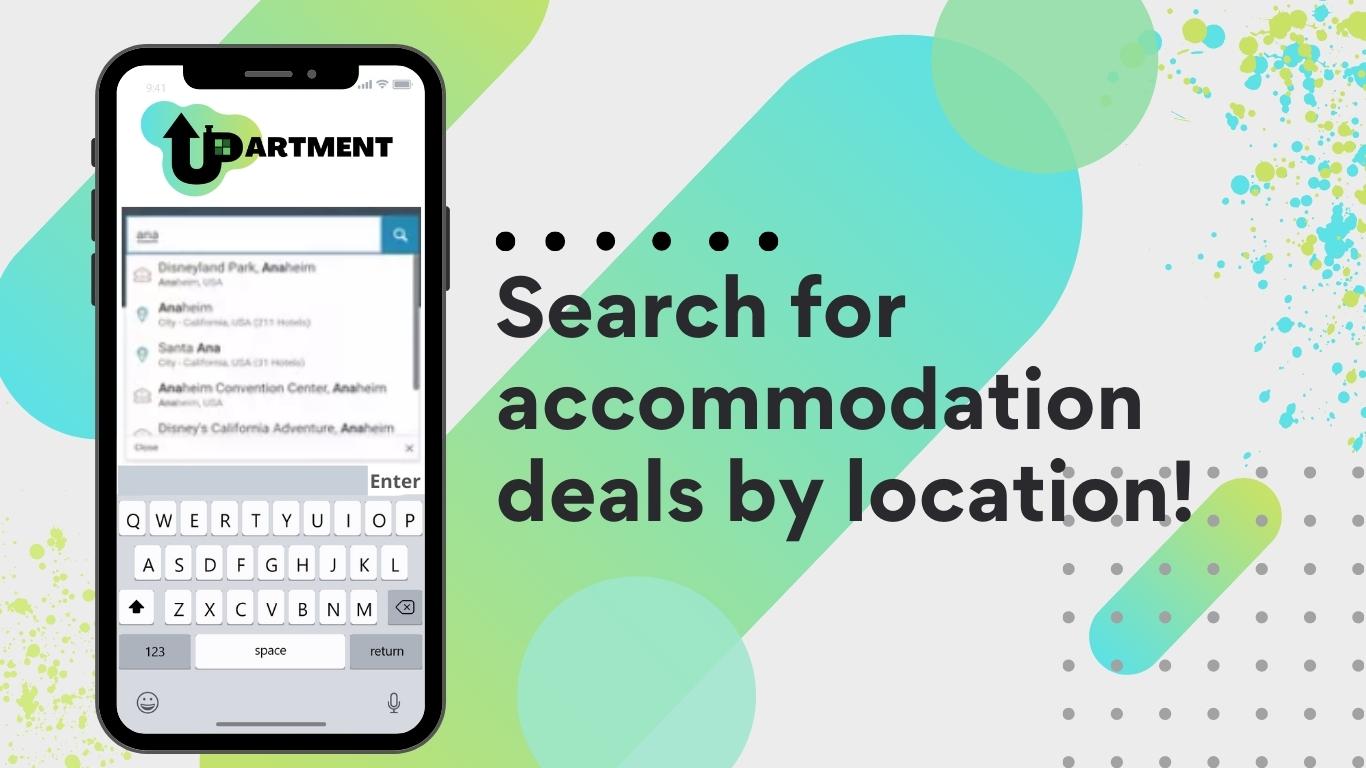 9:41
UPARTMENT
ana
Disneyland Park, Anaheim
Anaheim, USA
Anaheim
City - California, USA (211 Hotels)
Santa Ana
City - California, USA (31 Hotels)
Anaheim Convention Center, Anaheim
Anaheim, USA
Disney's California Adventure, Anaheim
Close
Enter
Q W E R T Y U I O P
A S D F G H J K L
Z X C V B N M
123 space return
Search for
accommodation
deals by location!